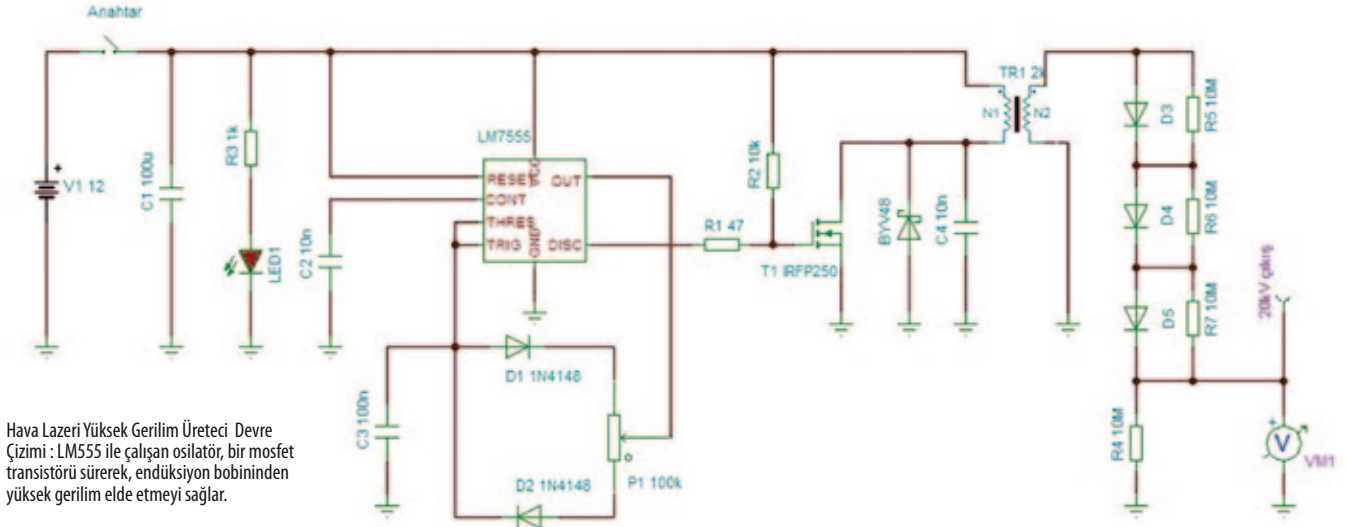 Anahtar
V1 12
C1 100u
R3 1k
LED1
C2 10n
LM7555
RESET
VCC
OUT
CONT
THRES
TRIG
GND
DISC
R2 10k
R1 47
T1 IRFP250
BYV48
C4 10n
TR1
N1
N2
D3
R5 10M
D4
R6 10M
D5
R7 10M
20kV çıkış
R4 10M
V
VM1
C3 100n
D1 1N4148
P1 100k
D2 1N4148
Hava Lazeri Yüksek Gerilim Üreteci Devre
Çizimi : LM555 ile çalışan osilatör, bir mosfet
transistörü sürerek, endüksiyon bobininden
yüksek gerilim elde etmeyi sağlar.